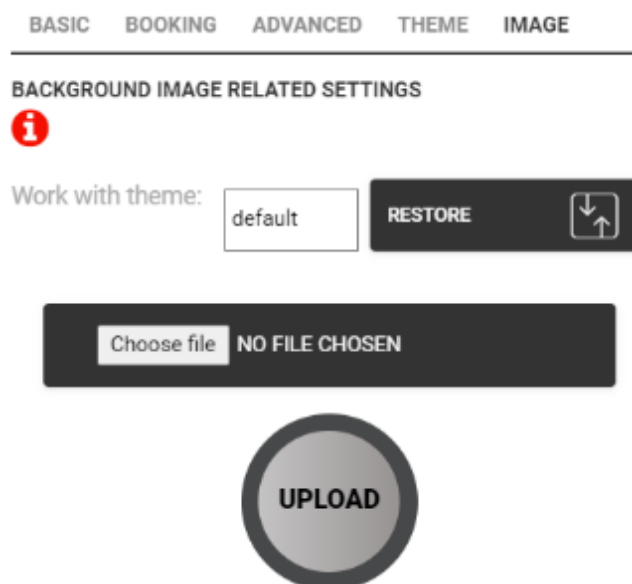 BASIC BOOKING ADVANCED THEME IMAGE
BACKGROUND IMAGE RELATED SETTINGS
i
Work with theme: default RESTORE
Choose file NO FILE CHOSEN
UPLOAD